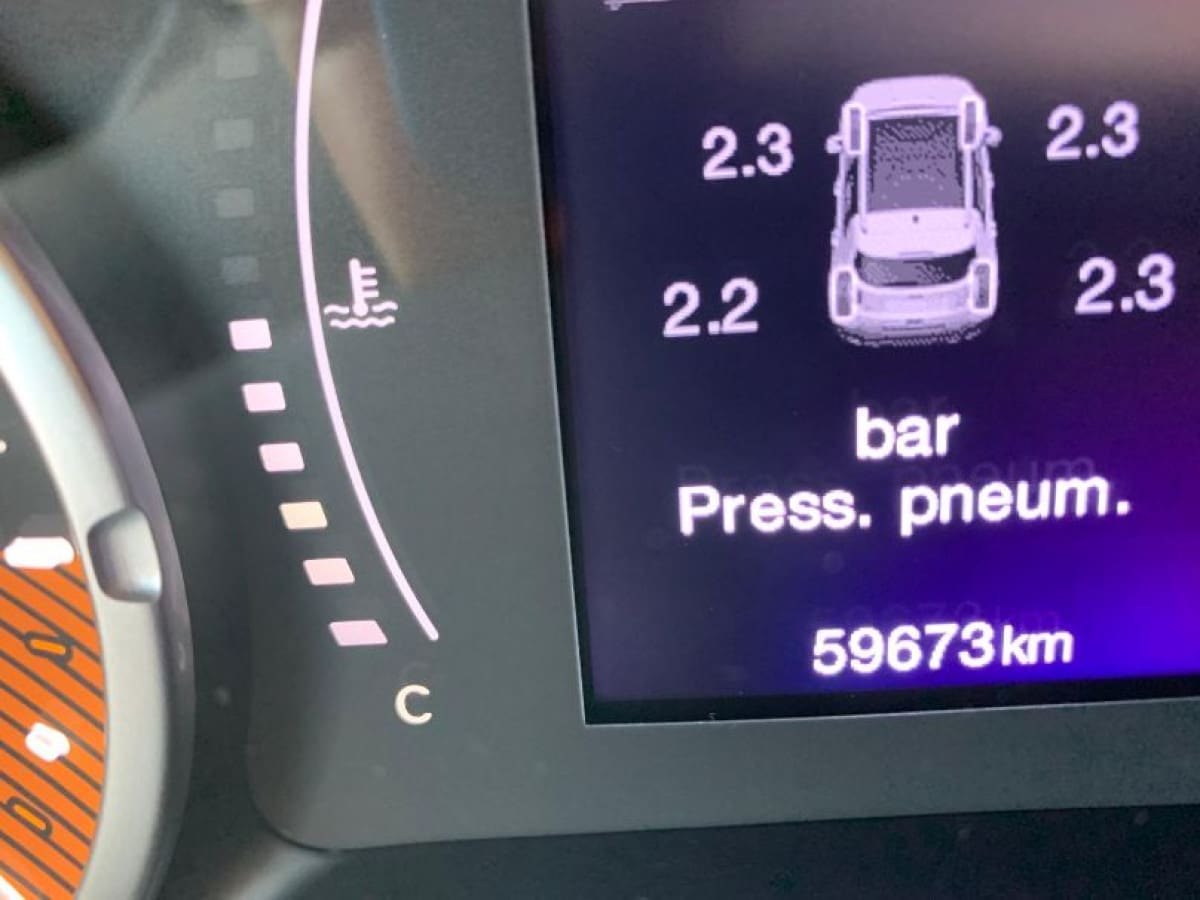 2.3 2.3
2.2 2.3
bar
Press. pneum.
59673km
C